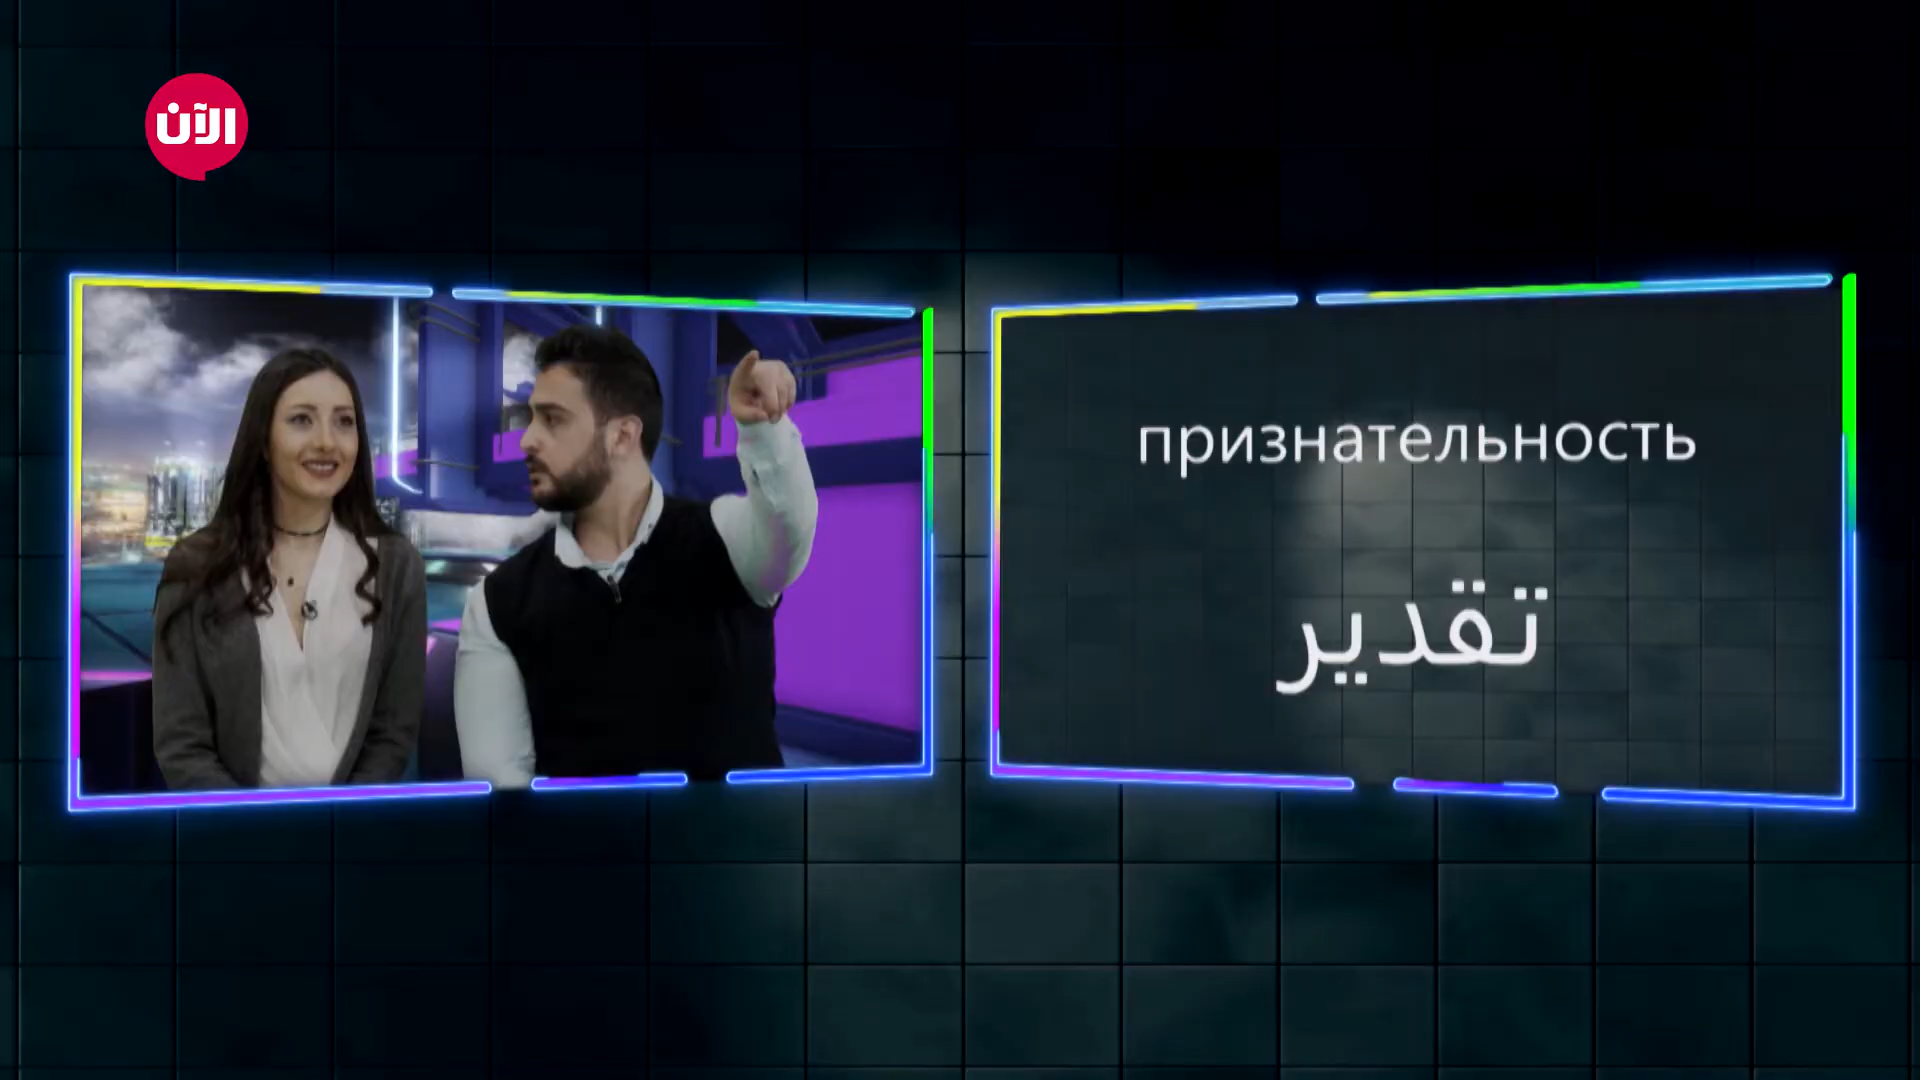 الآن
признательность
تقدير